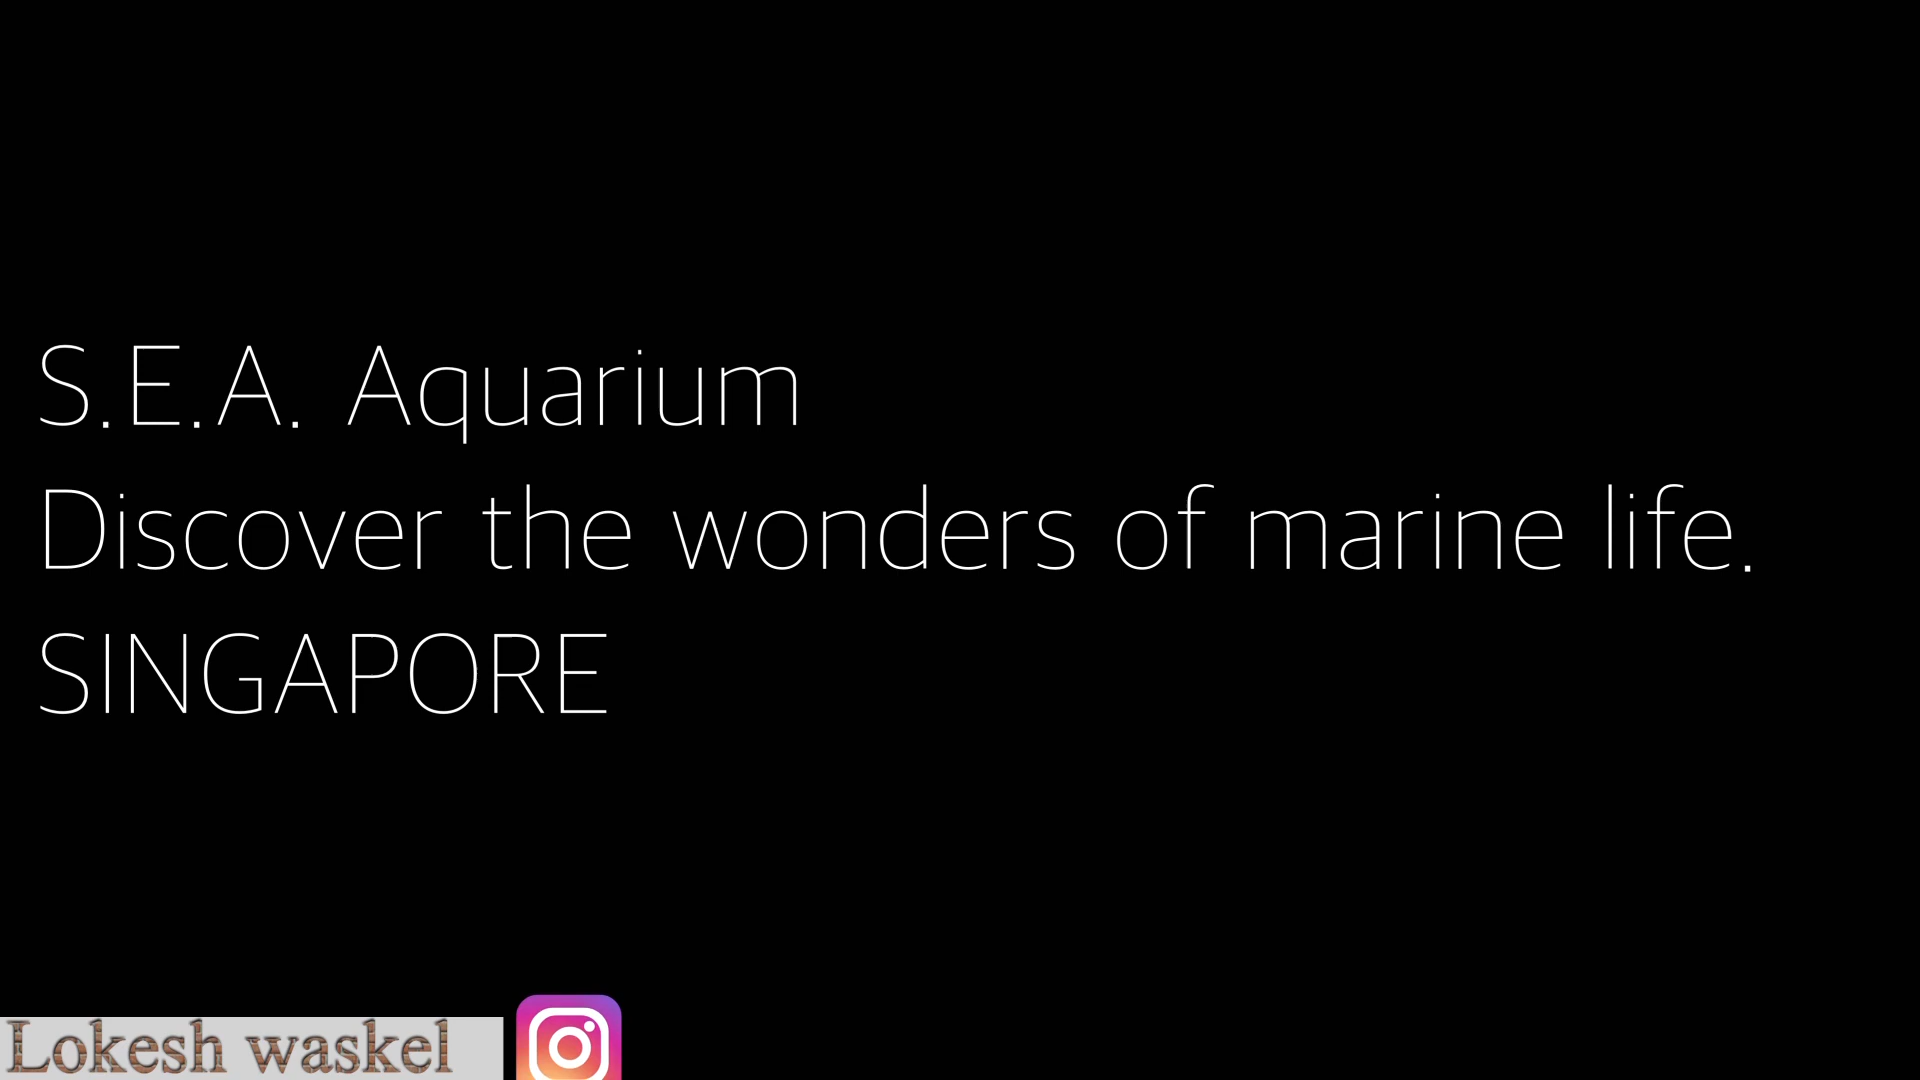 S.E.A. Aquarium
Discover the wonders of marine life.
SINGAPORE
Lokesh waskel